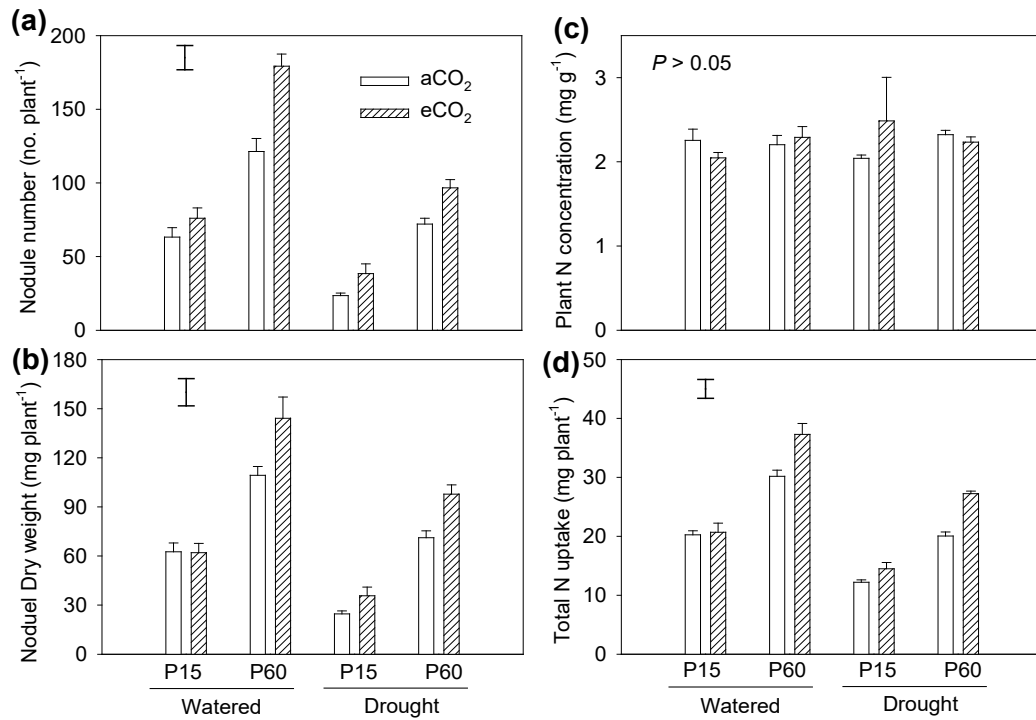 (a)
Nodule number (no. plant⁻¹)
200
150
100
50
0
aCO₂
eCO₂
(b)
Noduel Dry weight (mg plant⁻¹)
180
150
120
90
60
30
0
P15 P60 P15 P60
Watered Drought
(c)
Plant N concentration (mg g⁻¹)
P > 0.05
3
2
1
0
(d)
Total N uptake (mg plant⁻¹)
50
40
30
20
10
0
P15 P60 P15 P60
Watered Drought